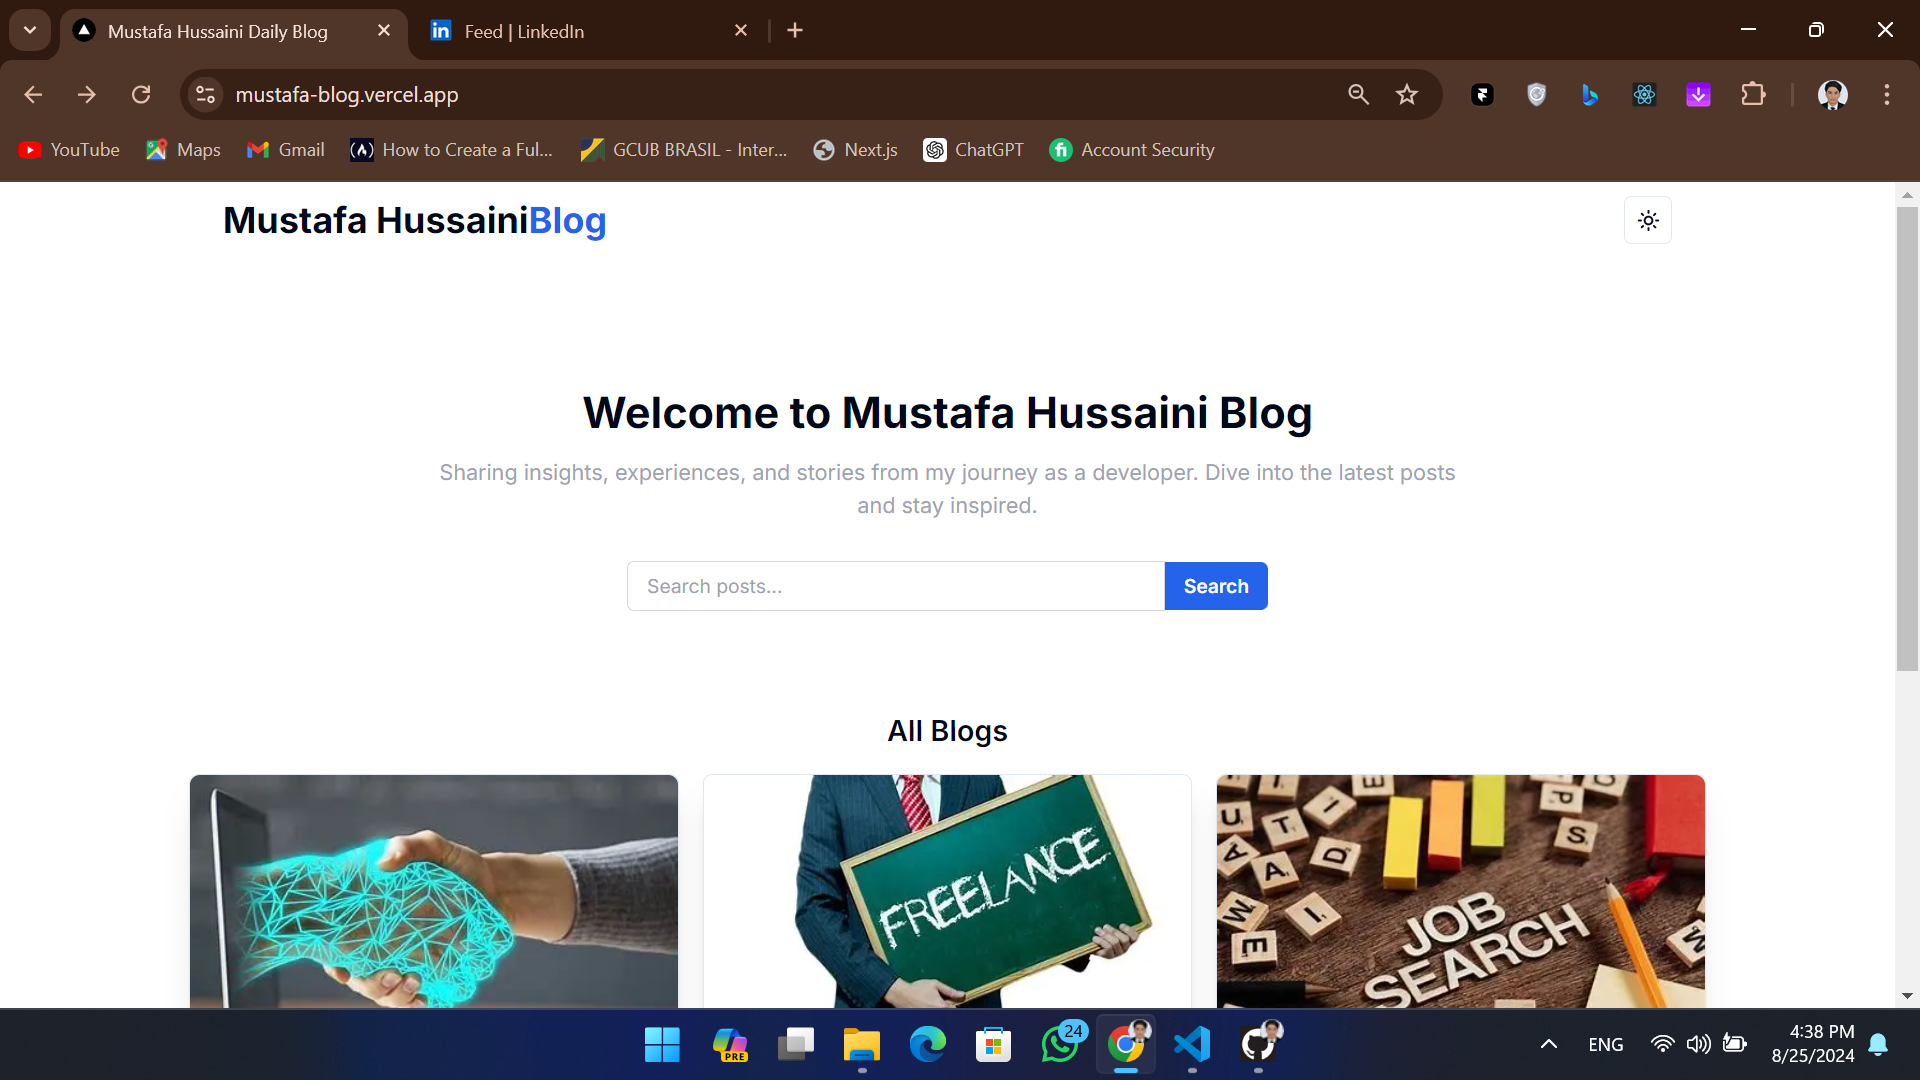 Mustafa Hussaini Daily Blog
Feed | LinkedIn
mustafa-blog.vercel.app
YouTube
Maps
Gmail
How to Create a Ful...
GCUB BRASIL - Inter...
Next.js
ChatGPT
Account Security
Mustafa HussainiBlog
Welcome to Mustafa Hussaini Blog
Sharing insights, experiences, and stories from my journey as a developer. Dive into the latest posts
and stay inspired.
Search posts...
Search
All Blogs
FREELANCE
JOB
SEARCH
PRE
24
ENG
4:38 PM
8/25/2024